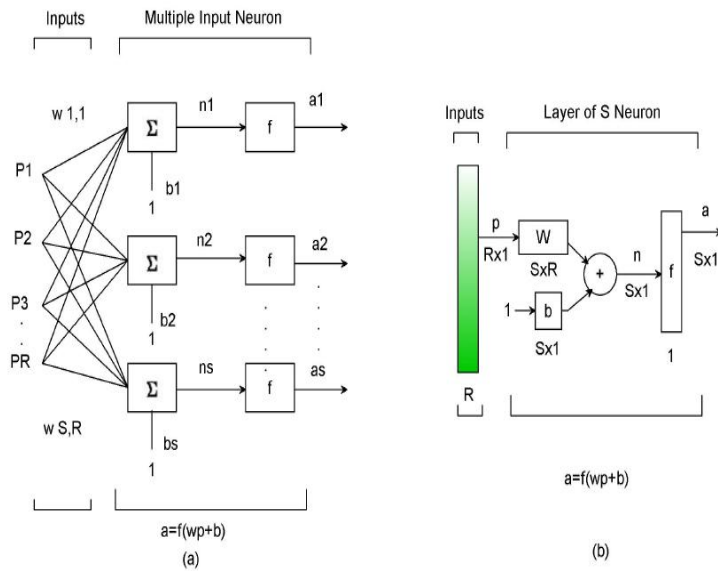 Inputs
Multiple Input Neuron
w 1,1
Σ
n1
f
a1
P1
b1
1
P2
Σ
n2
f
a2
P3
b2
1
PR
Σ
ns
f
as
w S,R
bs
1
a=f(wp+b)
(a)
Inputs
Layer of S Neuron
p
Rx1
W
SxR
+
n
Sx1
f
a
Sx1
1
b
Sx1
1
R
a=f(wp+b)
(b)